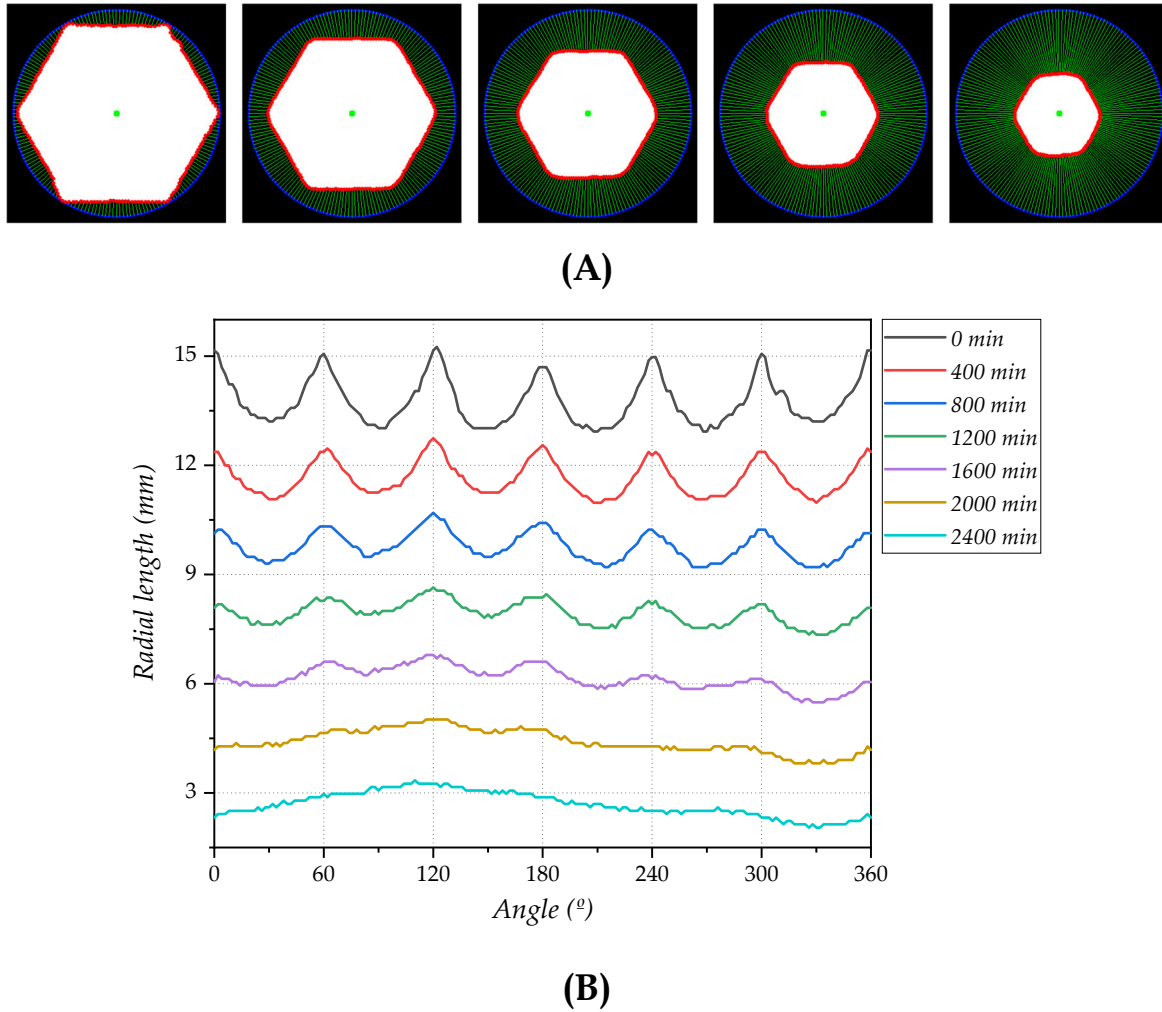 (A)
15
12
9
6
3
Radial length (mm)
0
60
120
180
240
300
360
Angle (º)
0 min
400 min
800 min
1200 min
1600 min
2000 min
2400 min
(B)